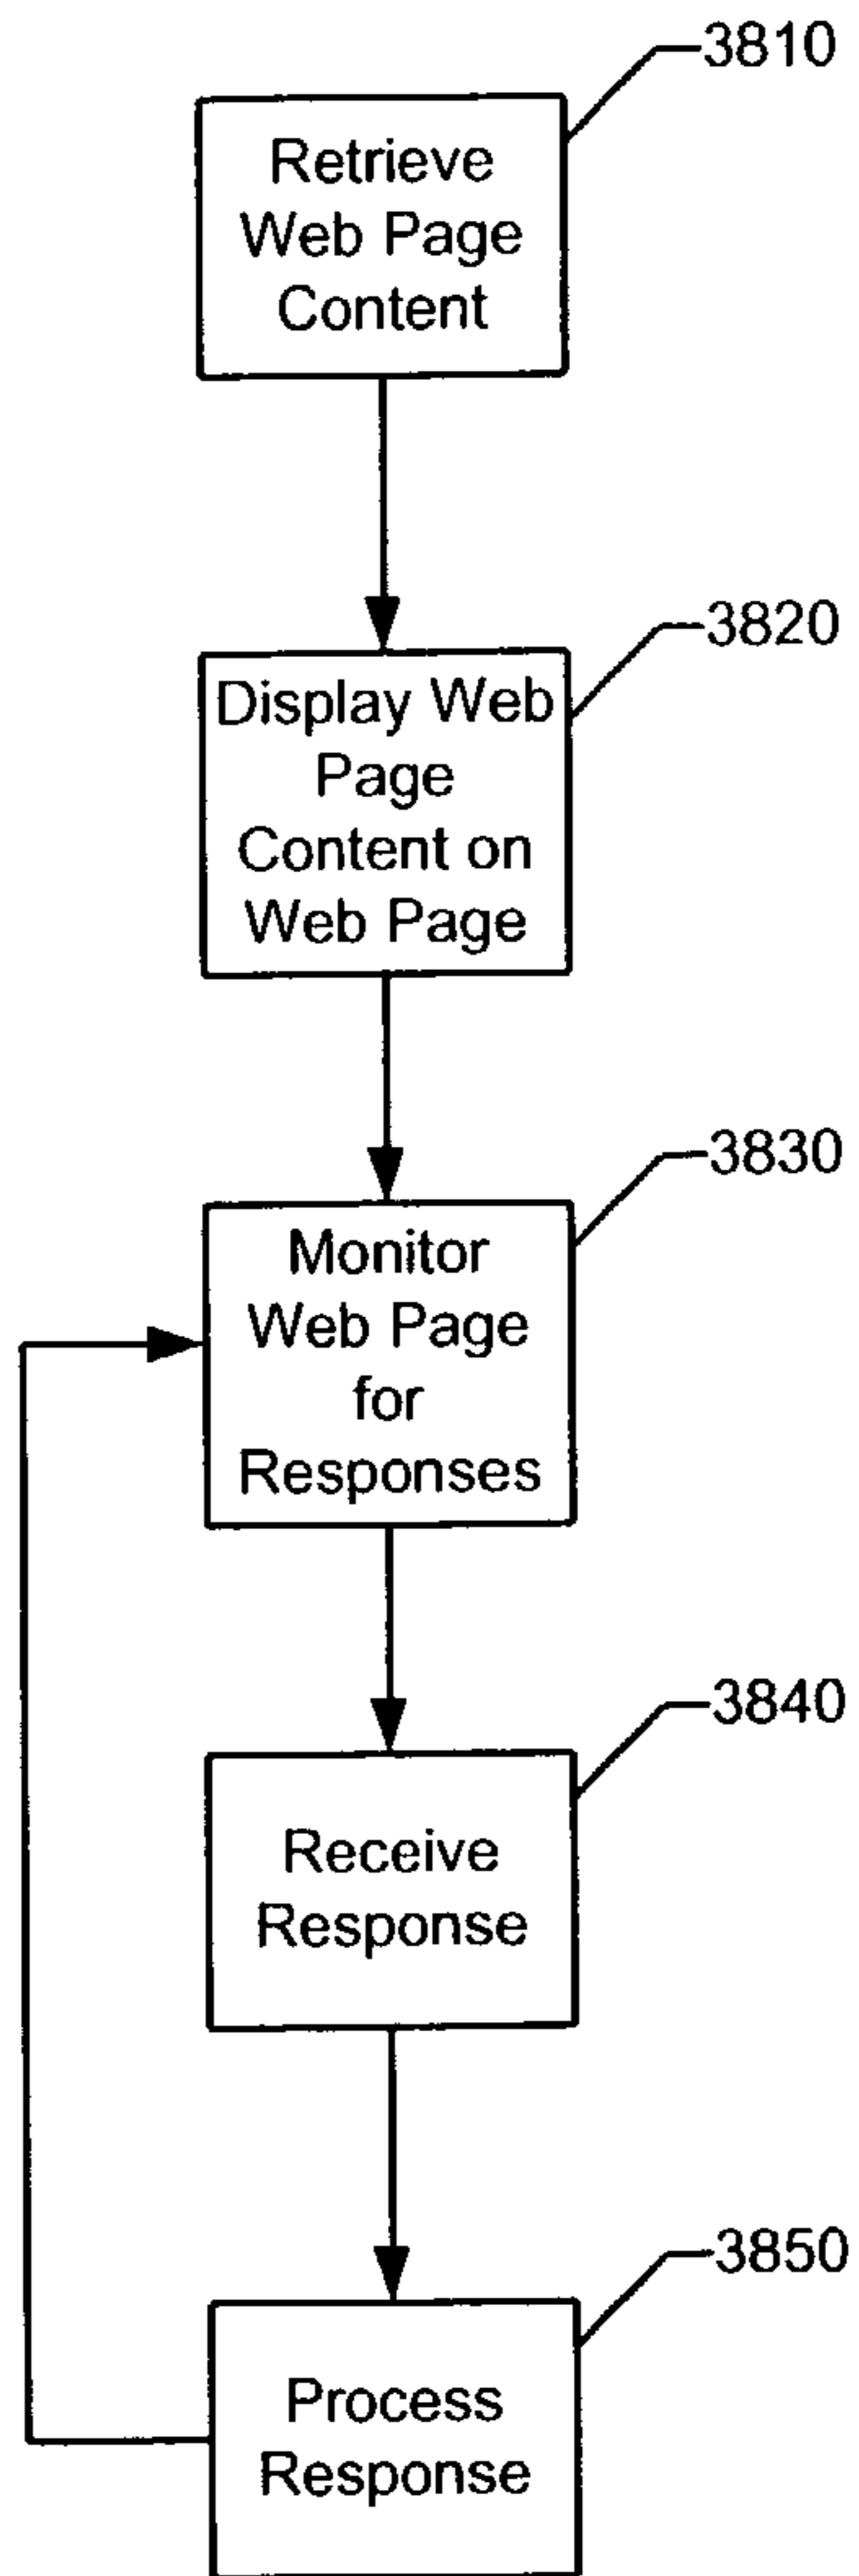 3810
Retrieve
Web Page
Content
3820
Display Web
Page
Content on
Web Page
3830
Monitor
Web Page
for
Responses
3840
Receive
Response
3850
Process
Response